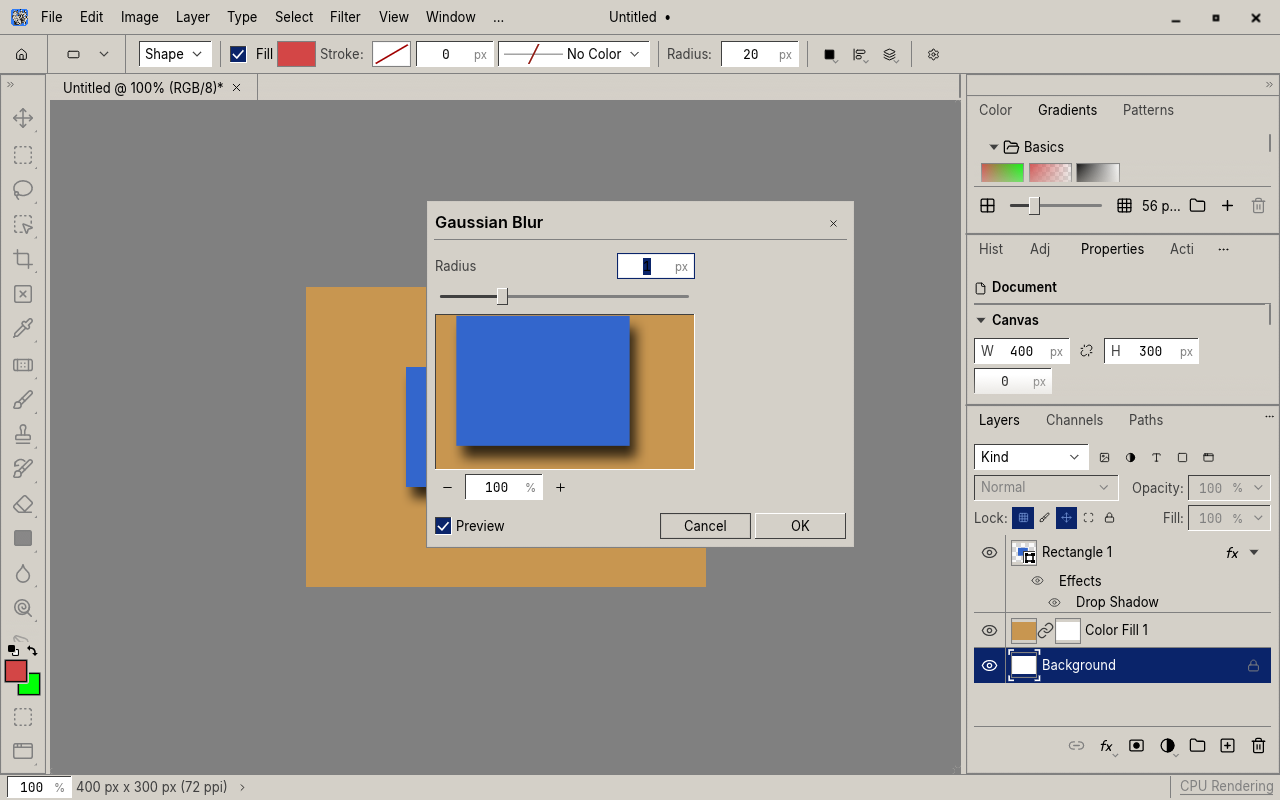 File Edit Image Layer Type Select Filter View Window ... Untitled •
Shape Fill Stroke: 0 px No Color Radius: 20 px
Untitled @ 100% (RGB/8)*
Color Gradients Patterns
Basics
56 p...
Hist Adj Properties Acti
Document
Canvas
W 400 px H 300 px
0 px
Gaussian Blur
Radius 1 px
100 %
Preview Cancel OK
Layers Channels Paths
Kind
Normal Opacity: 100 %
Lock: Fill: 100 %
Rectangle 1 fx
Effects
Drop Shadow
Color Fill 1
Background
fx
100 % 400 px x 300 px (72 ppi) CPU Rendering